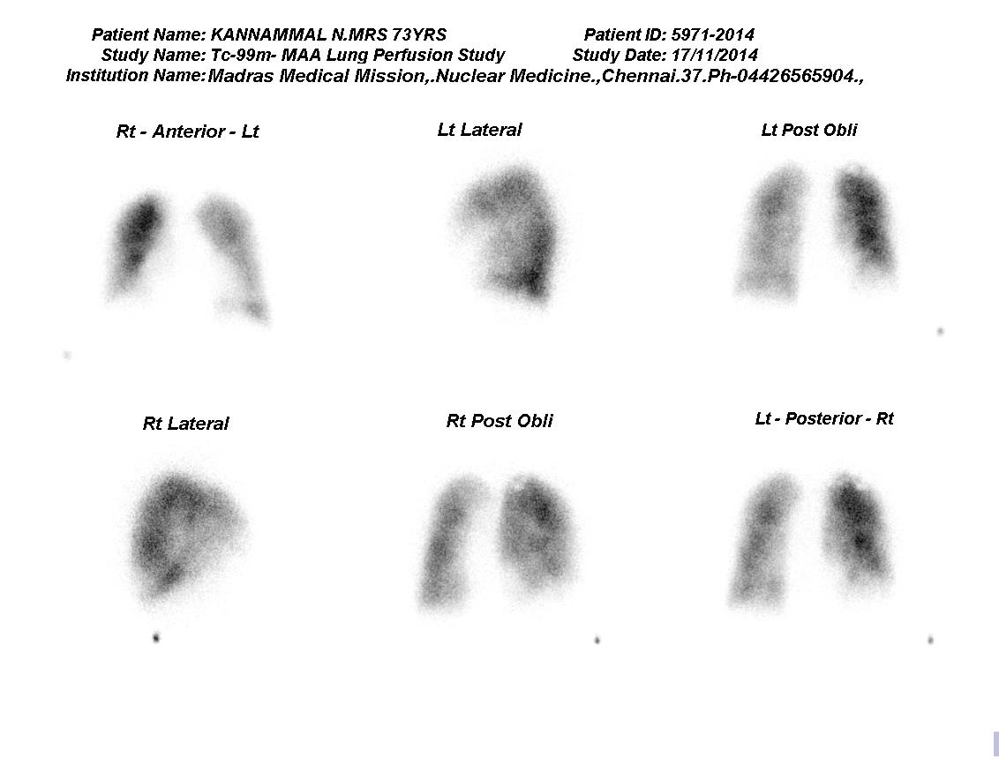 Patient Name: KANNAMMAL N.MRS 73YRS Patient ID: 5971-2014
Study Name: Tc-99m- MAA Lung Perfusion Study Study Date: 17/11/2014
Institution Name:Madras Medical Mission,.Nuclear Medicine.,Chennai.37.Ph-04426565904.,
Rt - Anterior - Lt Lt Lateral Lt Post Obli
Rt Lateral Rt Post Obli Lt - Posterior - Rt